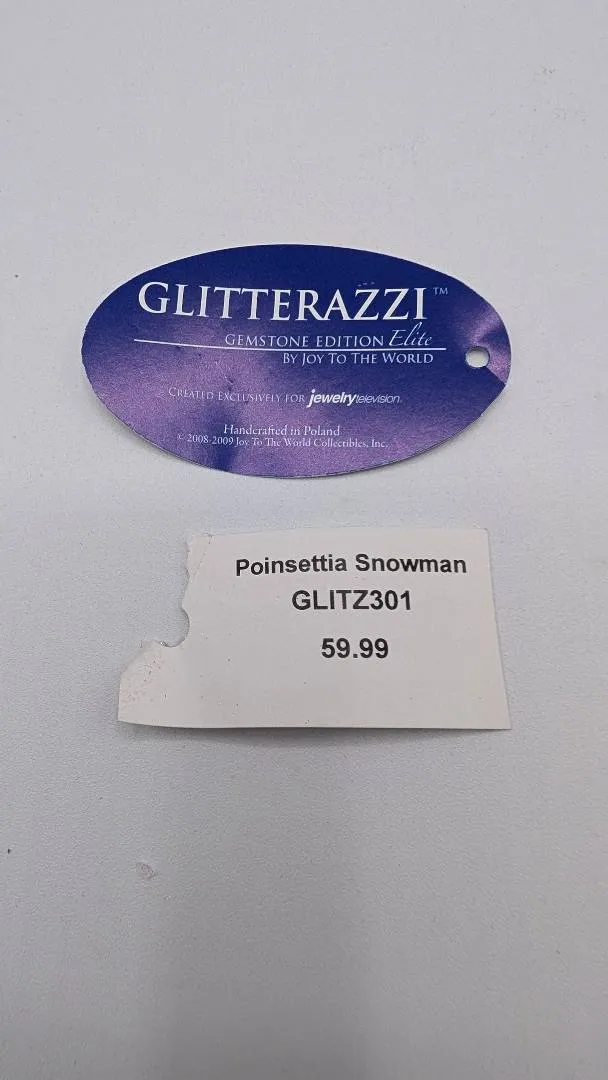 GLITTERAZZI™
GEMSTONE EDITION Elite
BY JOY TO THE WORLD
CREATED EXCLUSIVELY FOR jewelrytelevision.
Handcrafted in Poland
© 2008-2009 Joy To The World Collectibles, Inc.
Poinsettia Snowman
GLITZ301
59.99